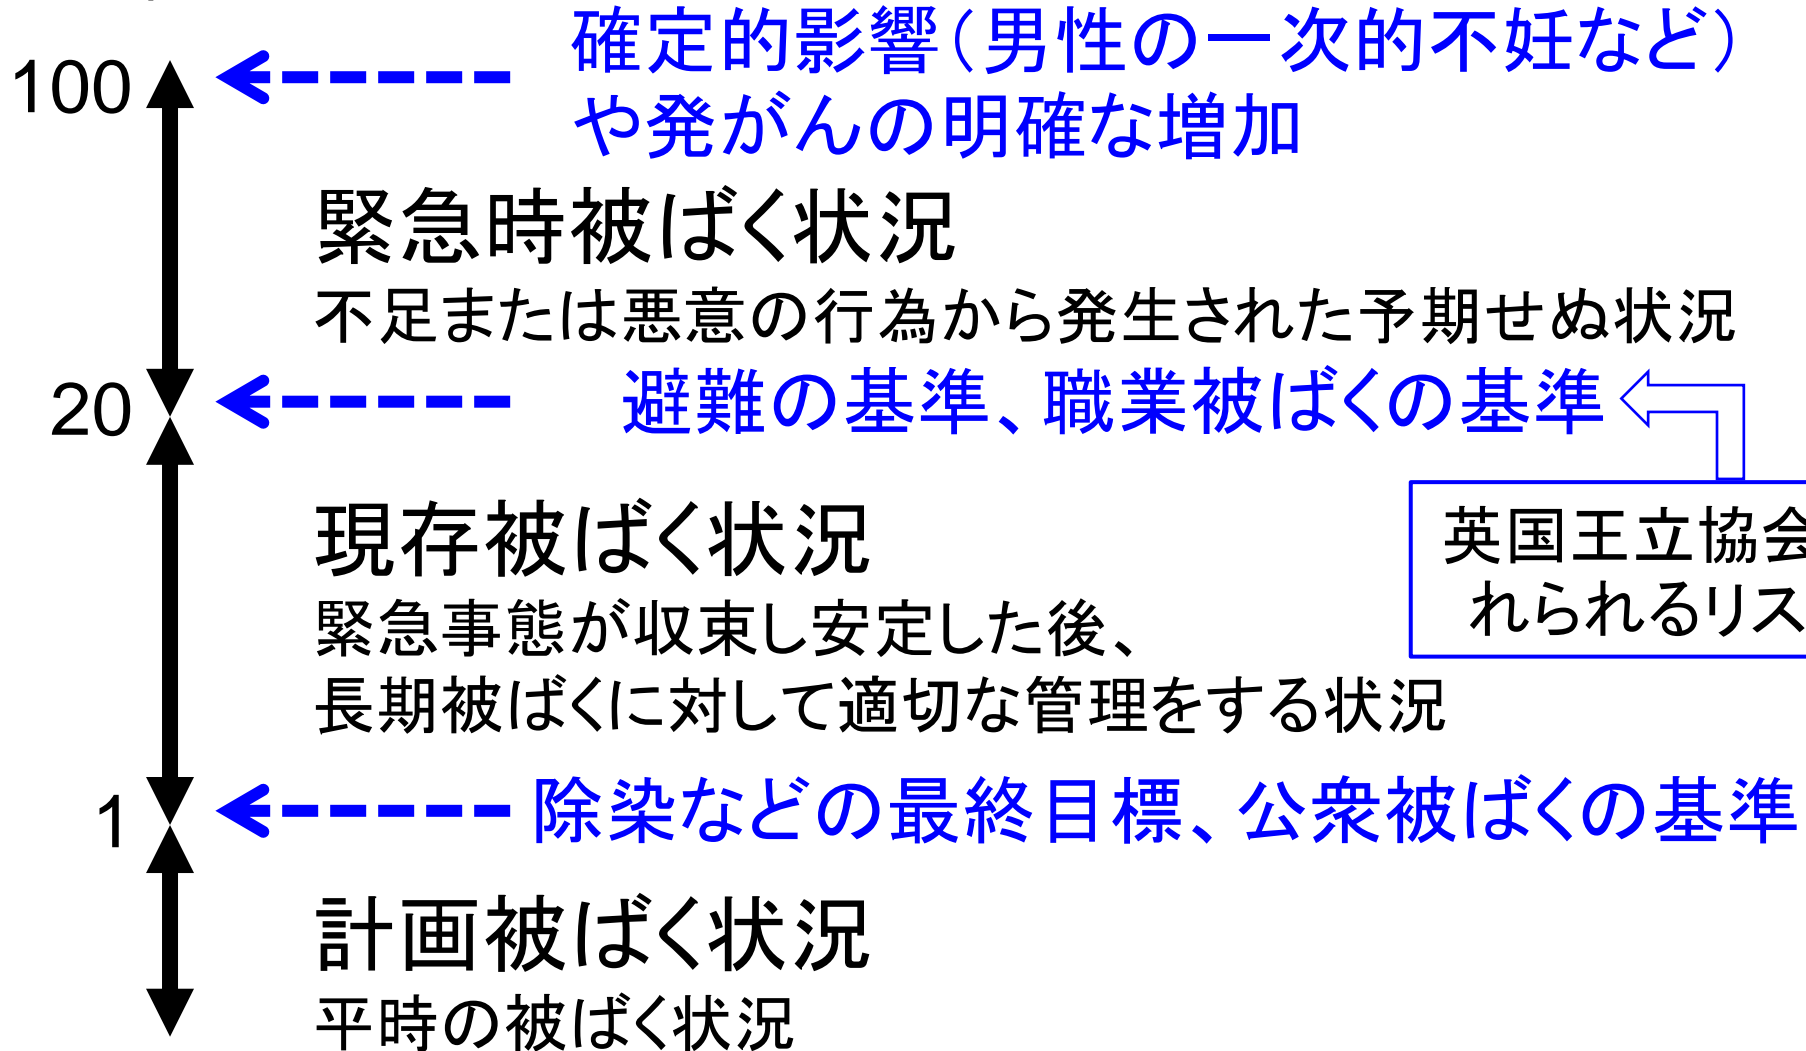 100
確定的影響(男性の一次的不妊など)
や発がんの明確な増加
緊急時被ばく状況
不足または悪意の行為から発生された予期せぬ状況
20
避難の基準、職業被ばくの基準
現存被ばく状況
英国王立協会
れられるリス
緊急事態が収束し安定した後、
長期被ばくに対して適切な管理をする状況
1
除染などの最終目標、公衆被ばくの基準
計画被ばく状況
平時の被ばく状況